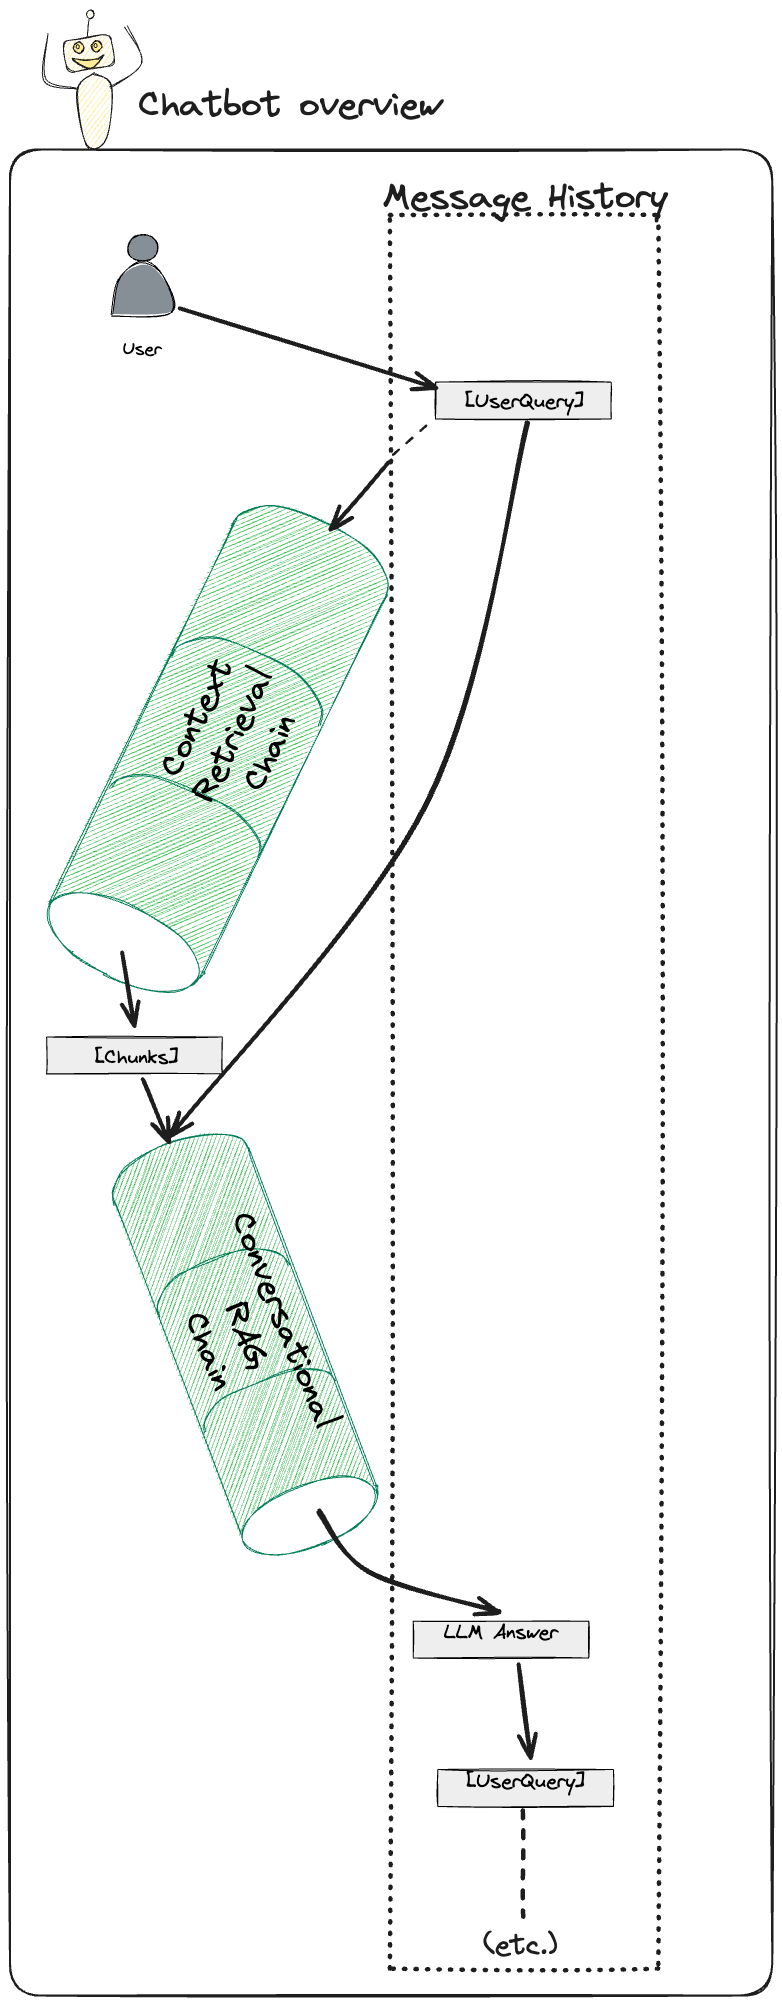 Chatbot overview
Message History
User
[UserQuery]
Context
Retrieval
Chain
[Chunks]
Conversational
RAG
Chain
LLM Answer
[UserQuery]
(etc.)